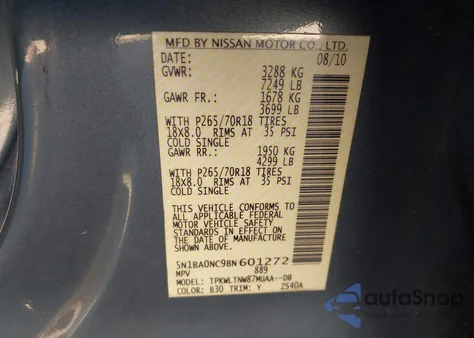 MFD BY NISSAN MOTOR CO., LTD.
DATE: 08/10
GVWR: 3288 KG
7249 LB
GAWR FR.: 1678 KG
3699 LB
WITH P265/70R18 TIRES
18X8.0 RIMS AT 35 PSI
COLD SINGLE
GAWR RR.: 1950 KG
4299 LB
WITH P265/70R18 TIRES
18X8.0 RIMS AT 35 PSI
COLD SINGLE
THIS VEHICLE CONFORMS TO
ALL APPLICABLE FEDERAL
MOTOR VEHICLE SAFETY
STANDARDS IN EFFECT ON
THE DATE OF MANUFACTURE
SHOWN ABOVE.
5N1BA0NC9BN601272
MPV 889
MODEL: TPKWLTNW87MUAA--DB
COLOR: B30 TRIM: Y ZS40A
autoSnap